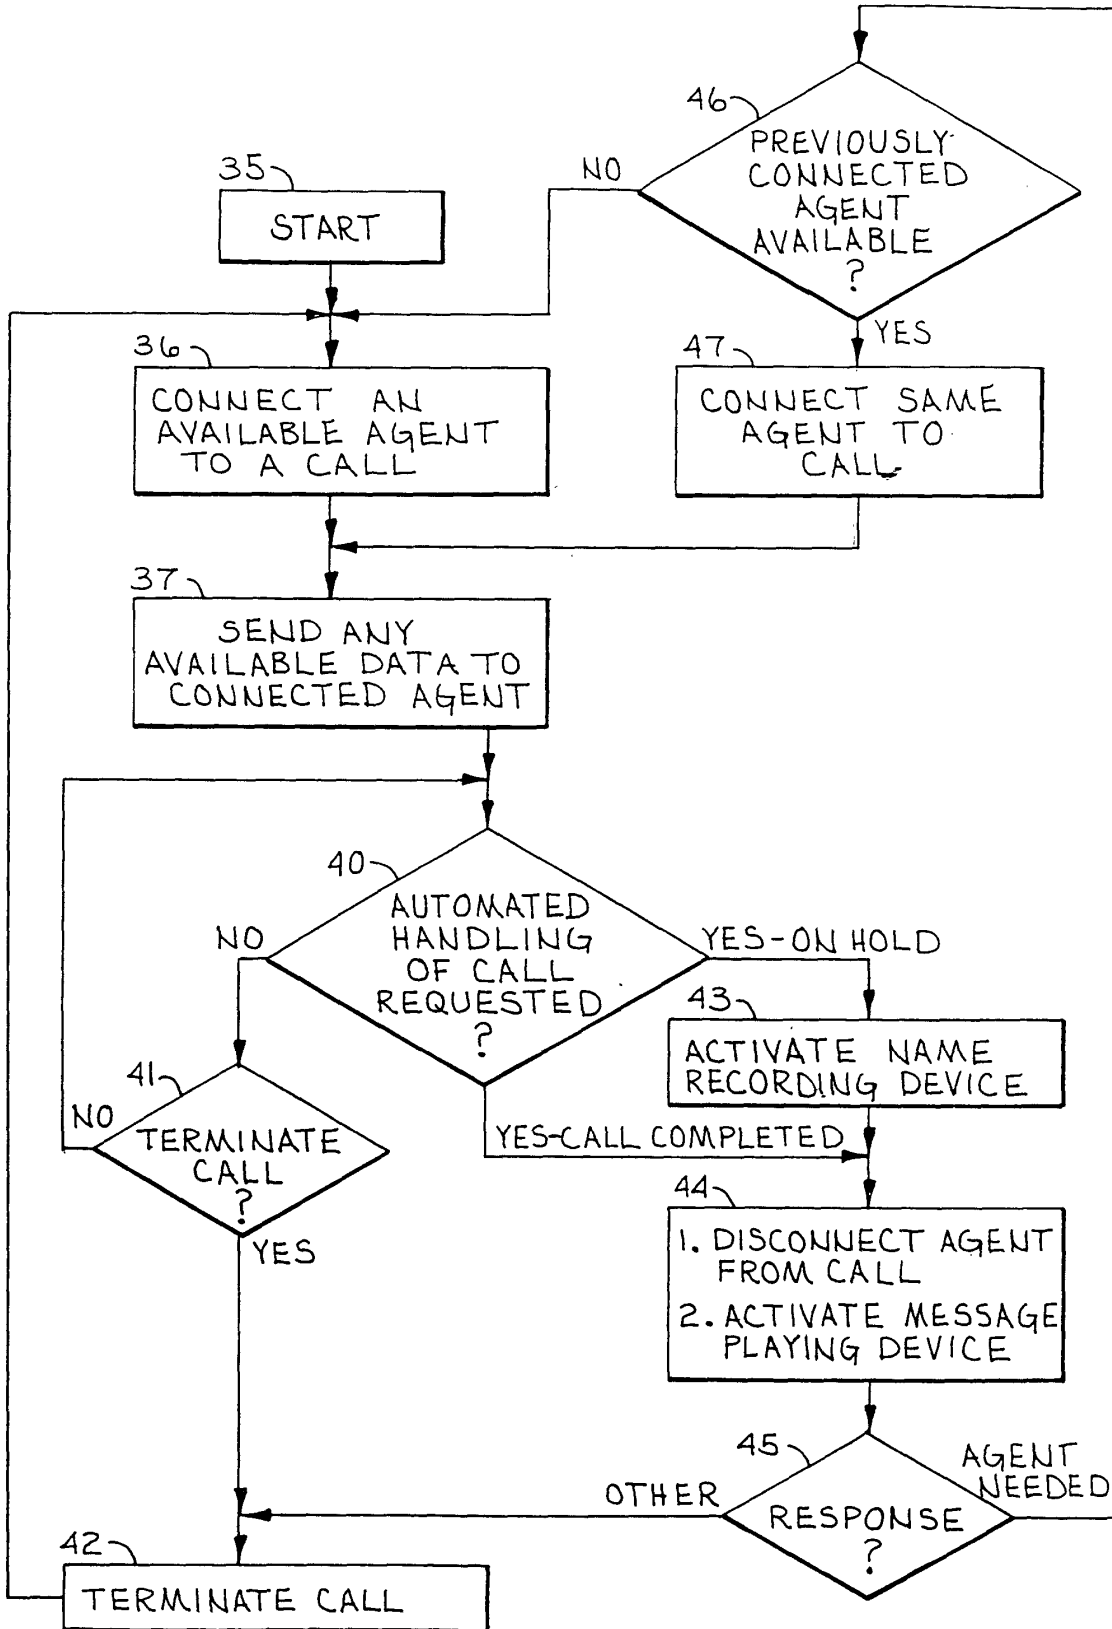 46
PREVIOUSLY
CONNECTED
AGENT
AVAILABLE
?
NO
YES
35
START
36
CONNECT AN
AVAILABLE AGENT
TO A CALL
47
CONNECT SAME
AGENT TO
CALL
37
SEND ANY
AVAILABLE DATA TO
CONNECTED AGENT
40
AUTOMATED
HANDLING
OF CALL
REQUESTED
?
NO
YES-ON HOLD
43
ACTIVATE NAME
RECORDING DEVICE
41
NO
TERMINATE
CALL
?
YES
YES-CALL COMPLETED
44
1. DISCONNECT AGENT
FROM CALL
2. ACTIVATE MESSAGE
PLAYING DEVICE
45
AGENT
NEEDED
OTHER
RESPONSE
?
42
TERMINATE CALL